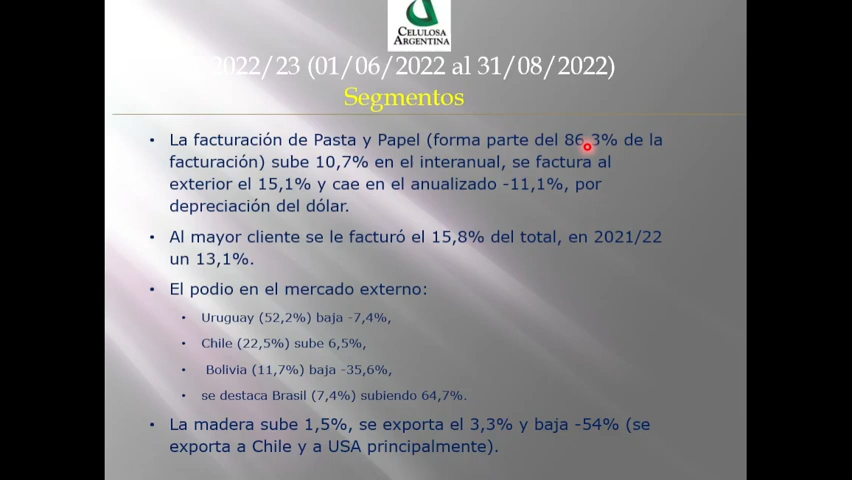 CELULOSA
ARGENTINA
2022/23 (01/06/2022 al 31/08/2022)
Segmentos
• La facturación de Pasta y Papel (forma parte del 86,3% de la
facturación) sube 10,7% en el interanual, se factura al
exterior el 15,1% y cae en el anualizado -11,1%, por
depreciación del dólar.
• Al mayor cliente se le facturó el 15,8% del total, en 2021/22
un 13,1%.
• El podio en el mercado externo:
• Uruguay (52,2%) baja -7,4%,
• Chile (22,5%) sube 6,5%,
• Bolivia (11,7%) baja -35,6%,
• se destaca Brasil (7,4%) subiendo 64,7%.
• La madera sube 1,5%, se exporta el 3,3% y baja -54% (se
exporta a Chile y a USA principalmente).